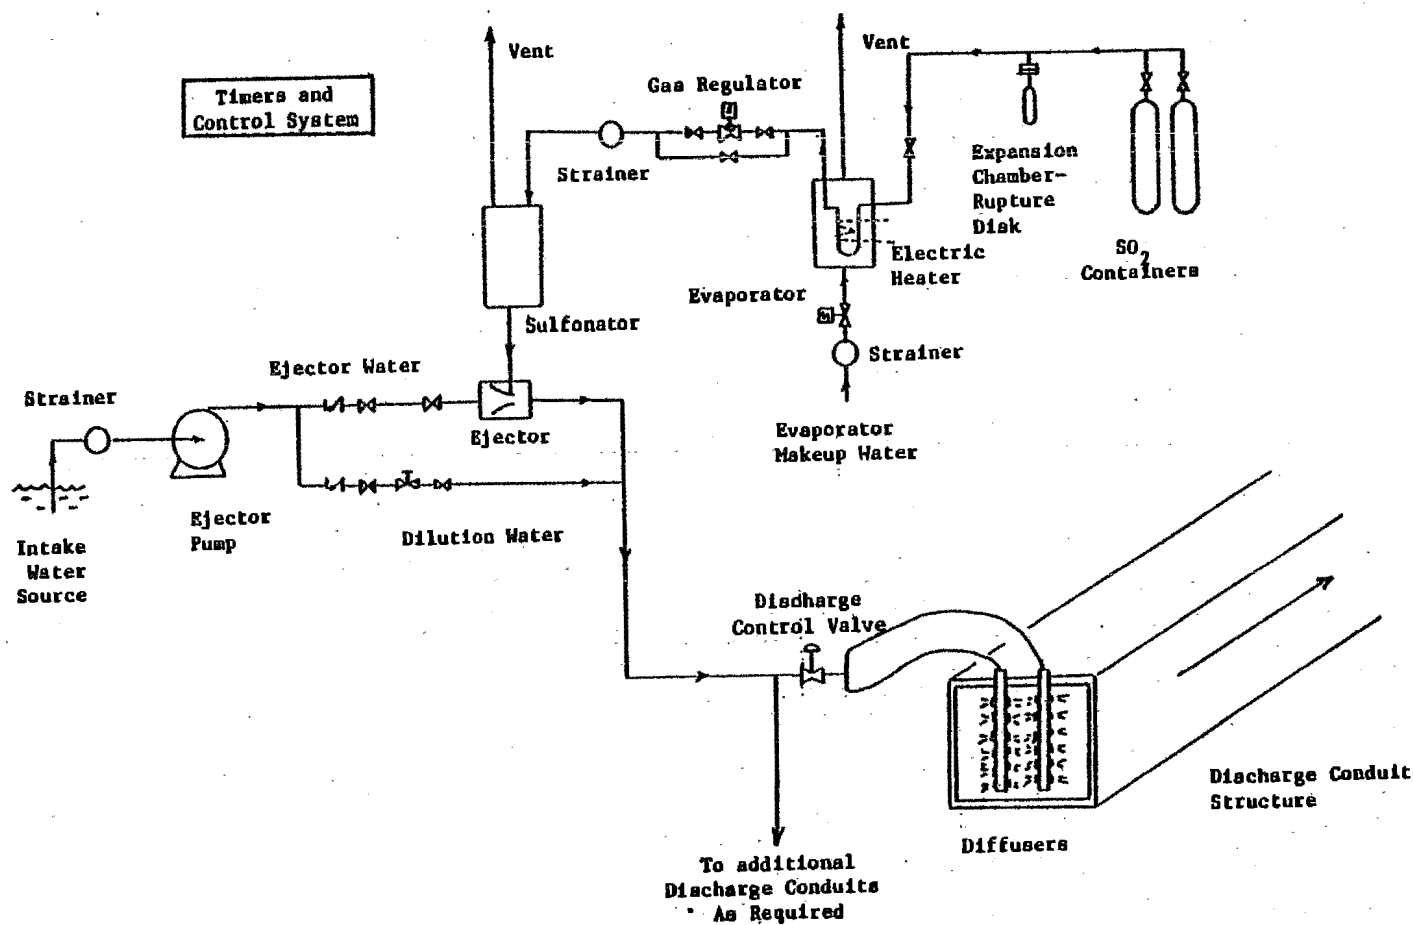 Vent
Vent
Timers and
Control System
Gas Regulator
Strainer
Expansion
Chamber-
Rupture
Disk
SO2
Containers
Electric
Heater
Evaporator
Sulfonator
Strainer
Ejector Water
Strainer
Ejector
Evaporator
Makeup Water
Ejector
Pump
Dilution Water
Intake
Water
Source
Discharge
Control Valve
Discharge Conduit
Structure
Diffusers
To additional
Discharge Conduits
As Required